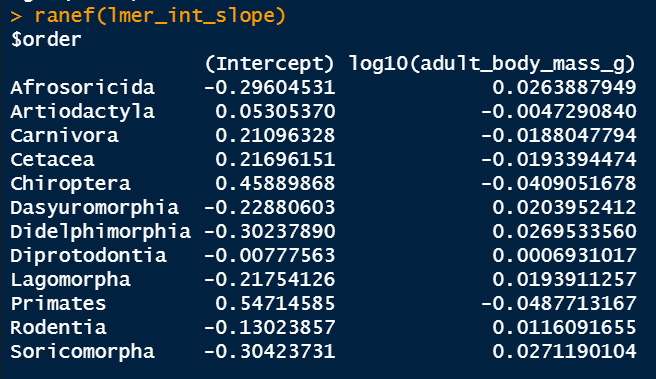 > ranef(lmer_int_slope)
$order
(Intercept) log10(adult_body_mass_g)
Afrosoricida -0.29604531 0.0263887949
Artiodactyla 0.05305370 -0.0047290840
Carnivora 0.21096328 -0.0188047794
Cetacea 0.21696151 -0.0193394474
Chiroptera 0.45889868 -0.0409051678
Dasyuromorphia -0.22880603 0.0203952412
Didelphimorphia -0.30237890 0.0269533560
Diprotodontia -0.00777563 0.0006931017
Lagomorpha -0.21754126 0.0193911257
Primates 0.54714585 -0.0487713167
Rodentia -0.13023857 0.0116091655
Soricomorpha -0.30423731 0.0271190104